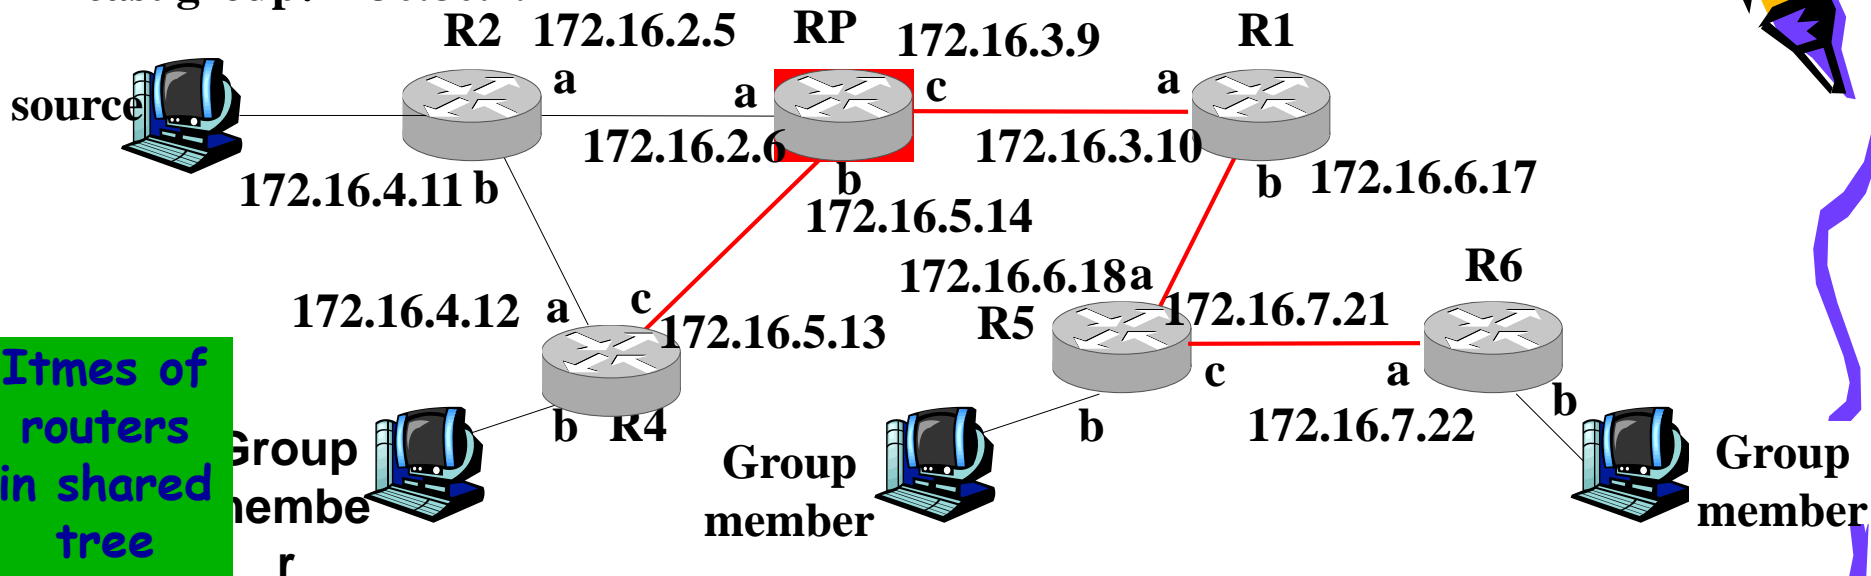 R2 172.16.2.5 RP 172.16.3.9 R1
a
a
c
a
source
172.16.2.6
172.16.3.10
172.16.4.11 b
b
b 172.16.6.17
172.16.5.14
R6
172.16.6.18 a
172.16.4.12 a
c
172.16.5.13
R5
172.16.7.21
c
a
b
b R4
b
172.16.7.22
Itmes of
routers
in shared
tree
Group
member
Group
member